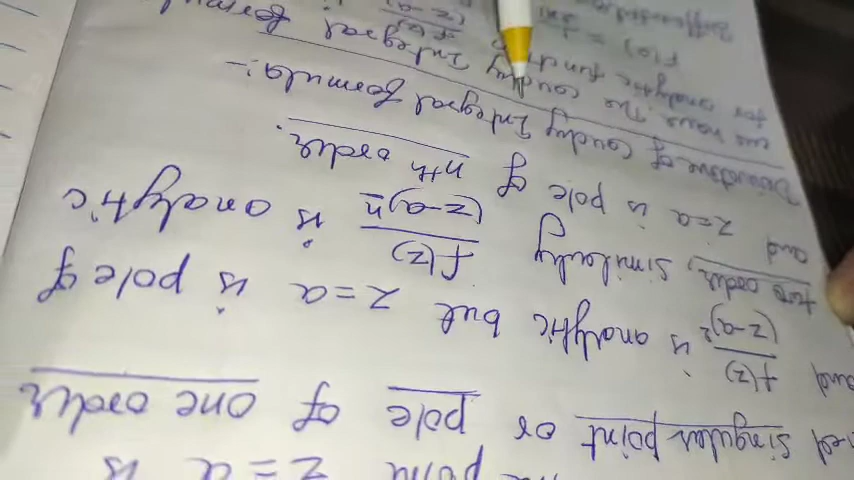 point z = a is
ned singular point or pole of one order
and f(z)/(z-a)² is analytic but z = a is pole of
two order, similarly f(z)/(z-a)ⁿ is analytic
and z = a is pole of nth order.
Derivative of Cauchy Integral formula:-
we have The Cauchy Integral formula
for analytic function f(z)/(z-a)
f(a) = 1/2πi